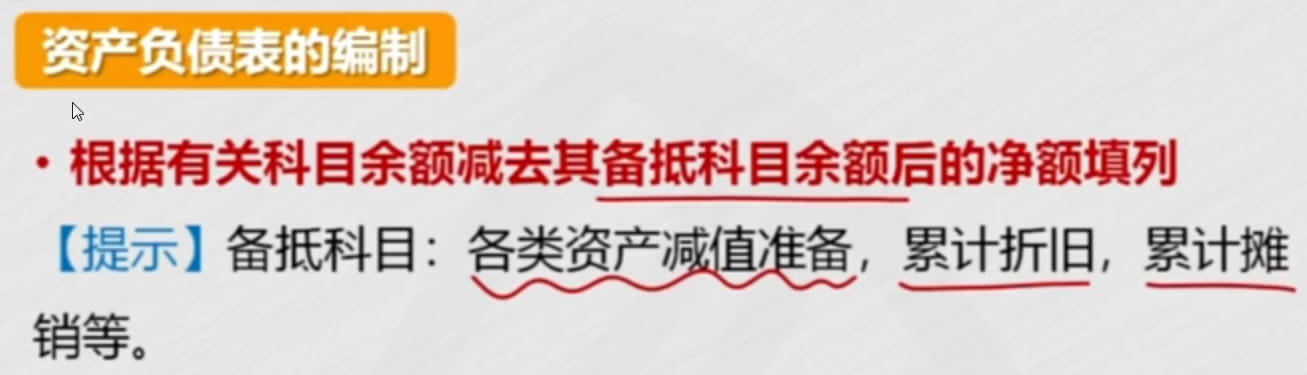 资产负债表的编制
• 根据有关科目余额减去其备抵科目余额后的净额填列
【提示】备抵科目：各类资产减值准备，累计折旧，累计摊
销等。